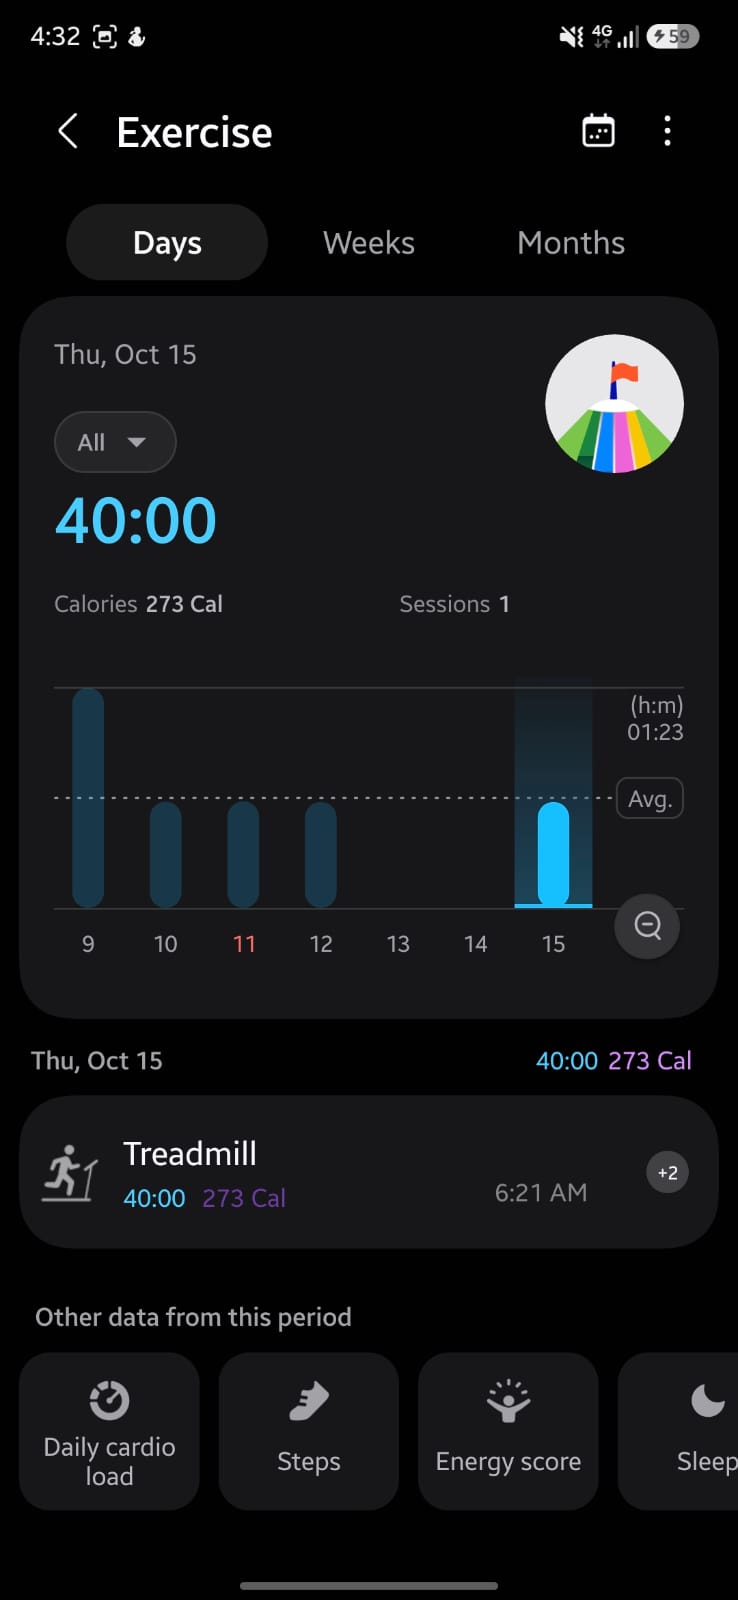 4:32 4G 59
Exercise
Days Weeks Months
Thu, Oct 15
All
40:00
Calories 273 Cal Sessions 1
(h:m)
01:23
Avg.
9 10 11 12 13 14 15
Thu, Oct 15 40:00 273 Cal
Treadmill
40:00 273 Cal 6:21 AM +2
Other data from this period
Daily cardio
load
Steps
Energy score
Sleep